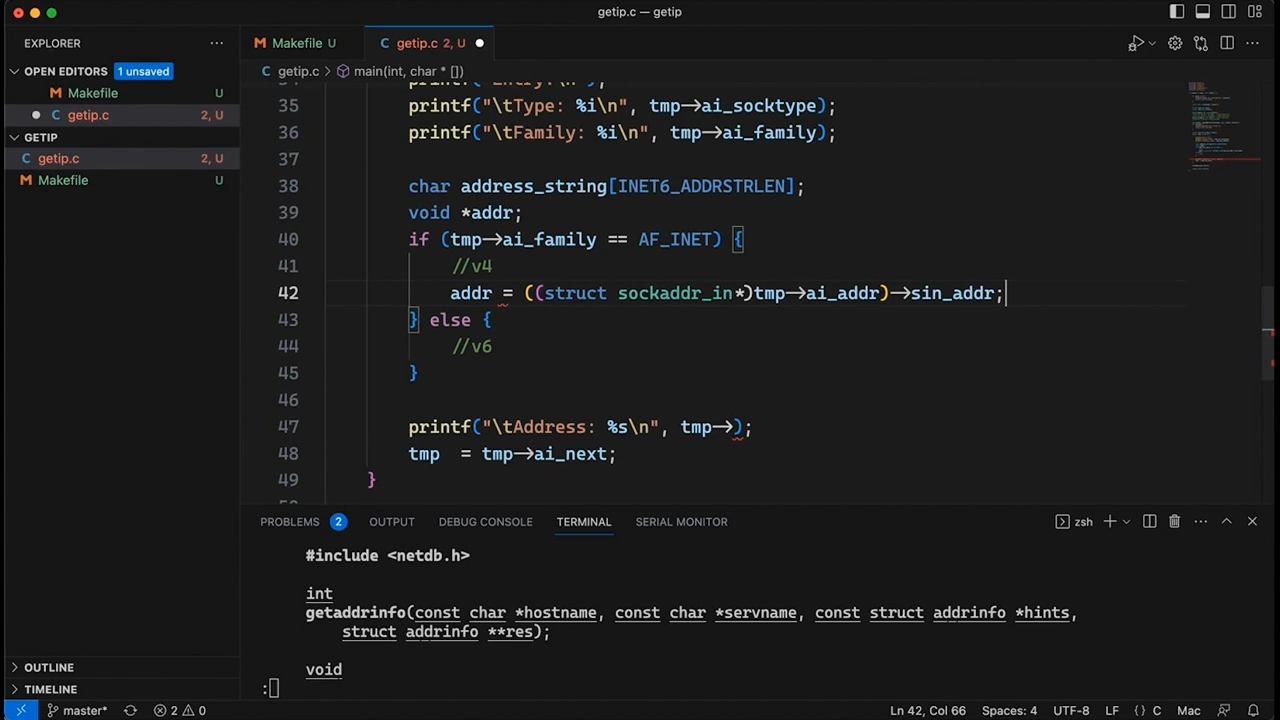 getip.c — getip
EXPLORER
Makefile U
getip.c 2, U
OPEN EDITORS 1 unsaved
getip.c > main(int, char * [])
Makefile U
getip.c 2, U
GETIP
getip.c 2, U
Makefile U
35 printf("\tType: %i\n", tmp->ai_socktype);
36 printf("\tFamily: %i\n", tmp->ai_family);
37
38 char address_string[INET6_ADDRSTRLEN];
39 void *addr;
40 if (tmp->ai_family == AF_INET) {
41 //v4
42 addr = ((struct sockaddr_in*)tmp->ai_addr)->sin_addr;
43 } else {
44 //v6
45 }
46
47 printf("\tAddress: %s\n", tmp->);
48 tmp  = tmp->ai_next;
49 }
PROBLEMS 2 OUTPUT DEBUG CONSOLE TERMINAL SERIAL MONITOR
zsh
#include <netdb.h>
int
getaddrinfo(const char *hostname, const char *servname, const struct addrinfo *hints,
struct addrinfo **res);
void
:
OUTLINE
TIMELINE
master* 2 0 Ln 42, Col 66 Spaces: 4 UTF-8 LF {} C Mac